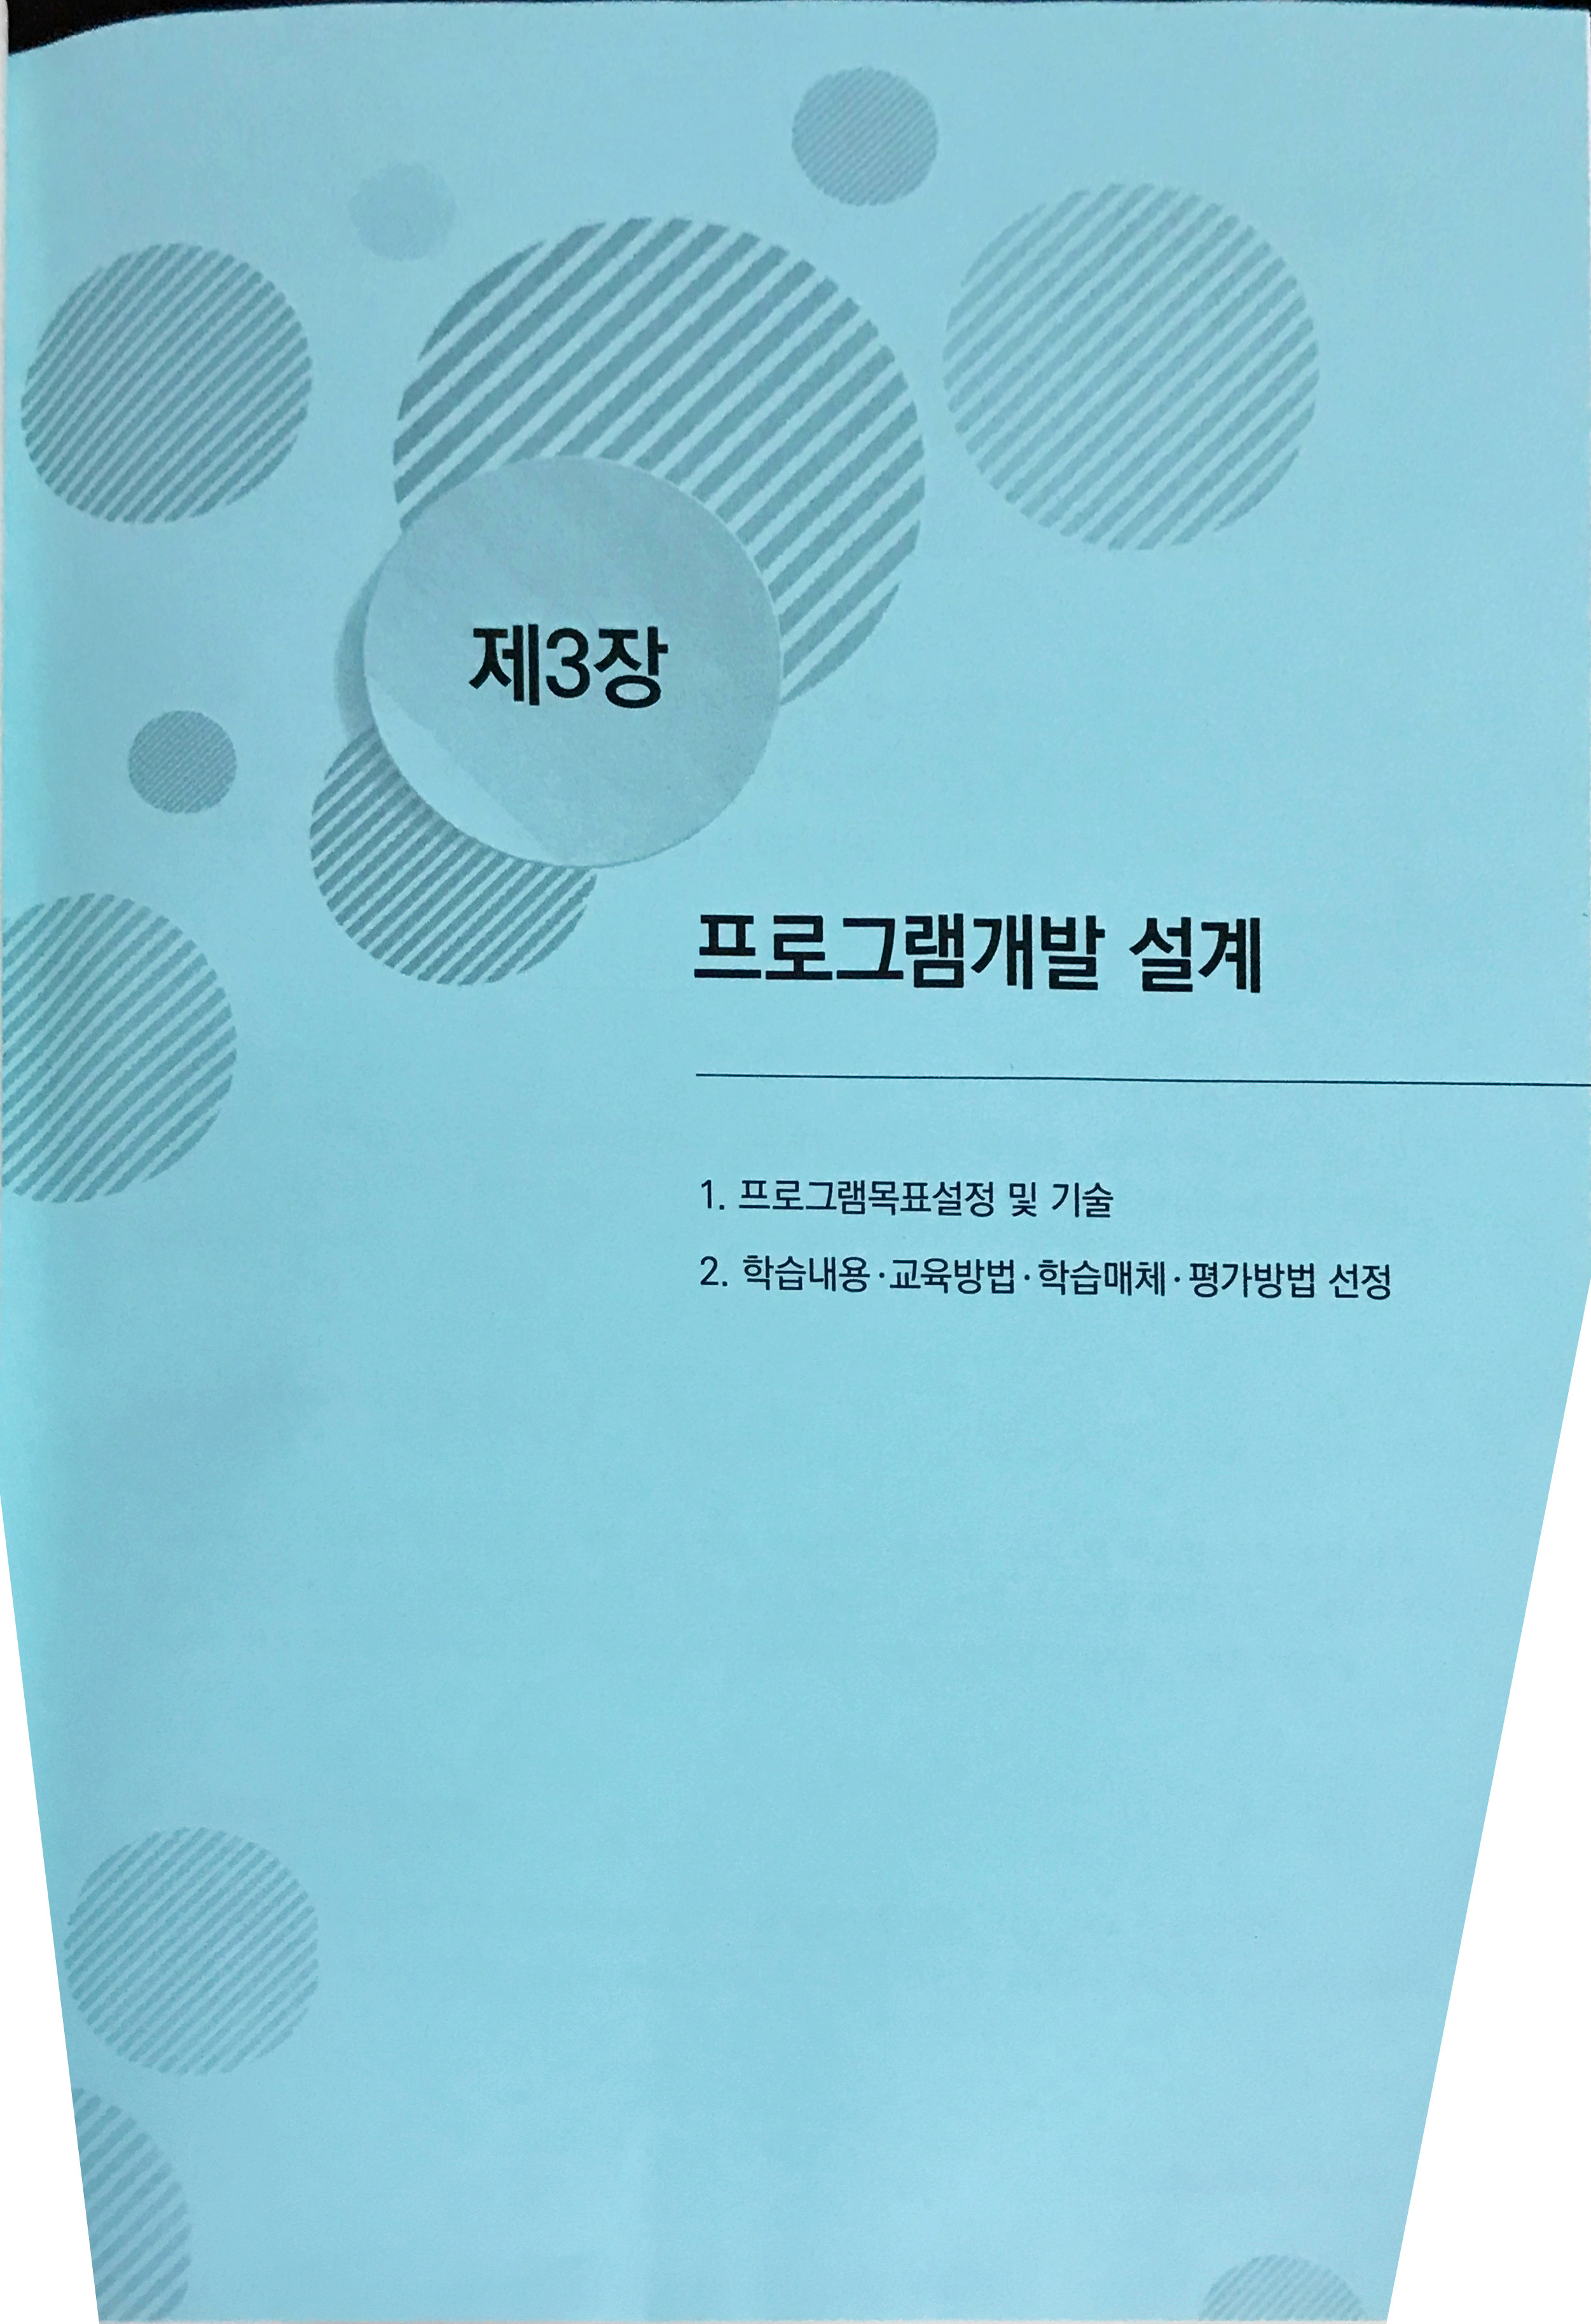 제3장
프로그램개발 설계
1. 프로그램목표설정 및 기술
2. 학습내용·교육방법·학습매체·평가방법 선정